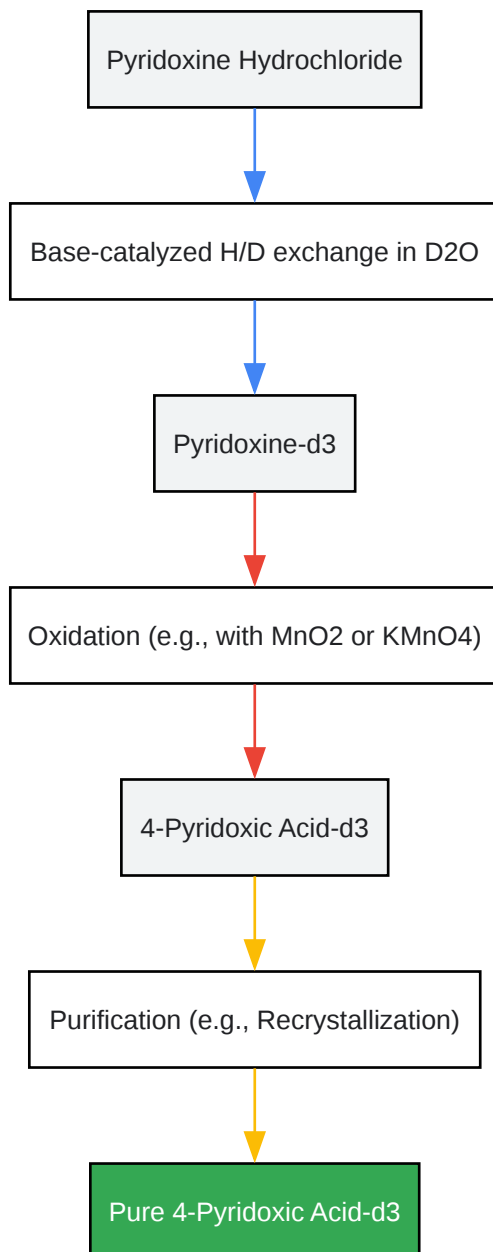 Pyridoxine Hydrochloride
Base-catalyzed H/D exchange in D2O
Pyridoxine-d3
Oxidation (e.g., with MnO2 or KMnO4)
4-Pyridoxic Acid-d3
Purification (e.g., Recrystallization)
Pure 4-Pyridoxic Acid-d3